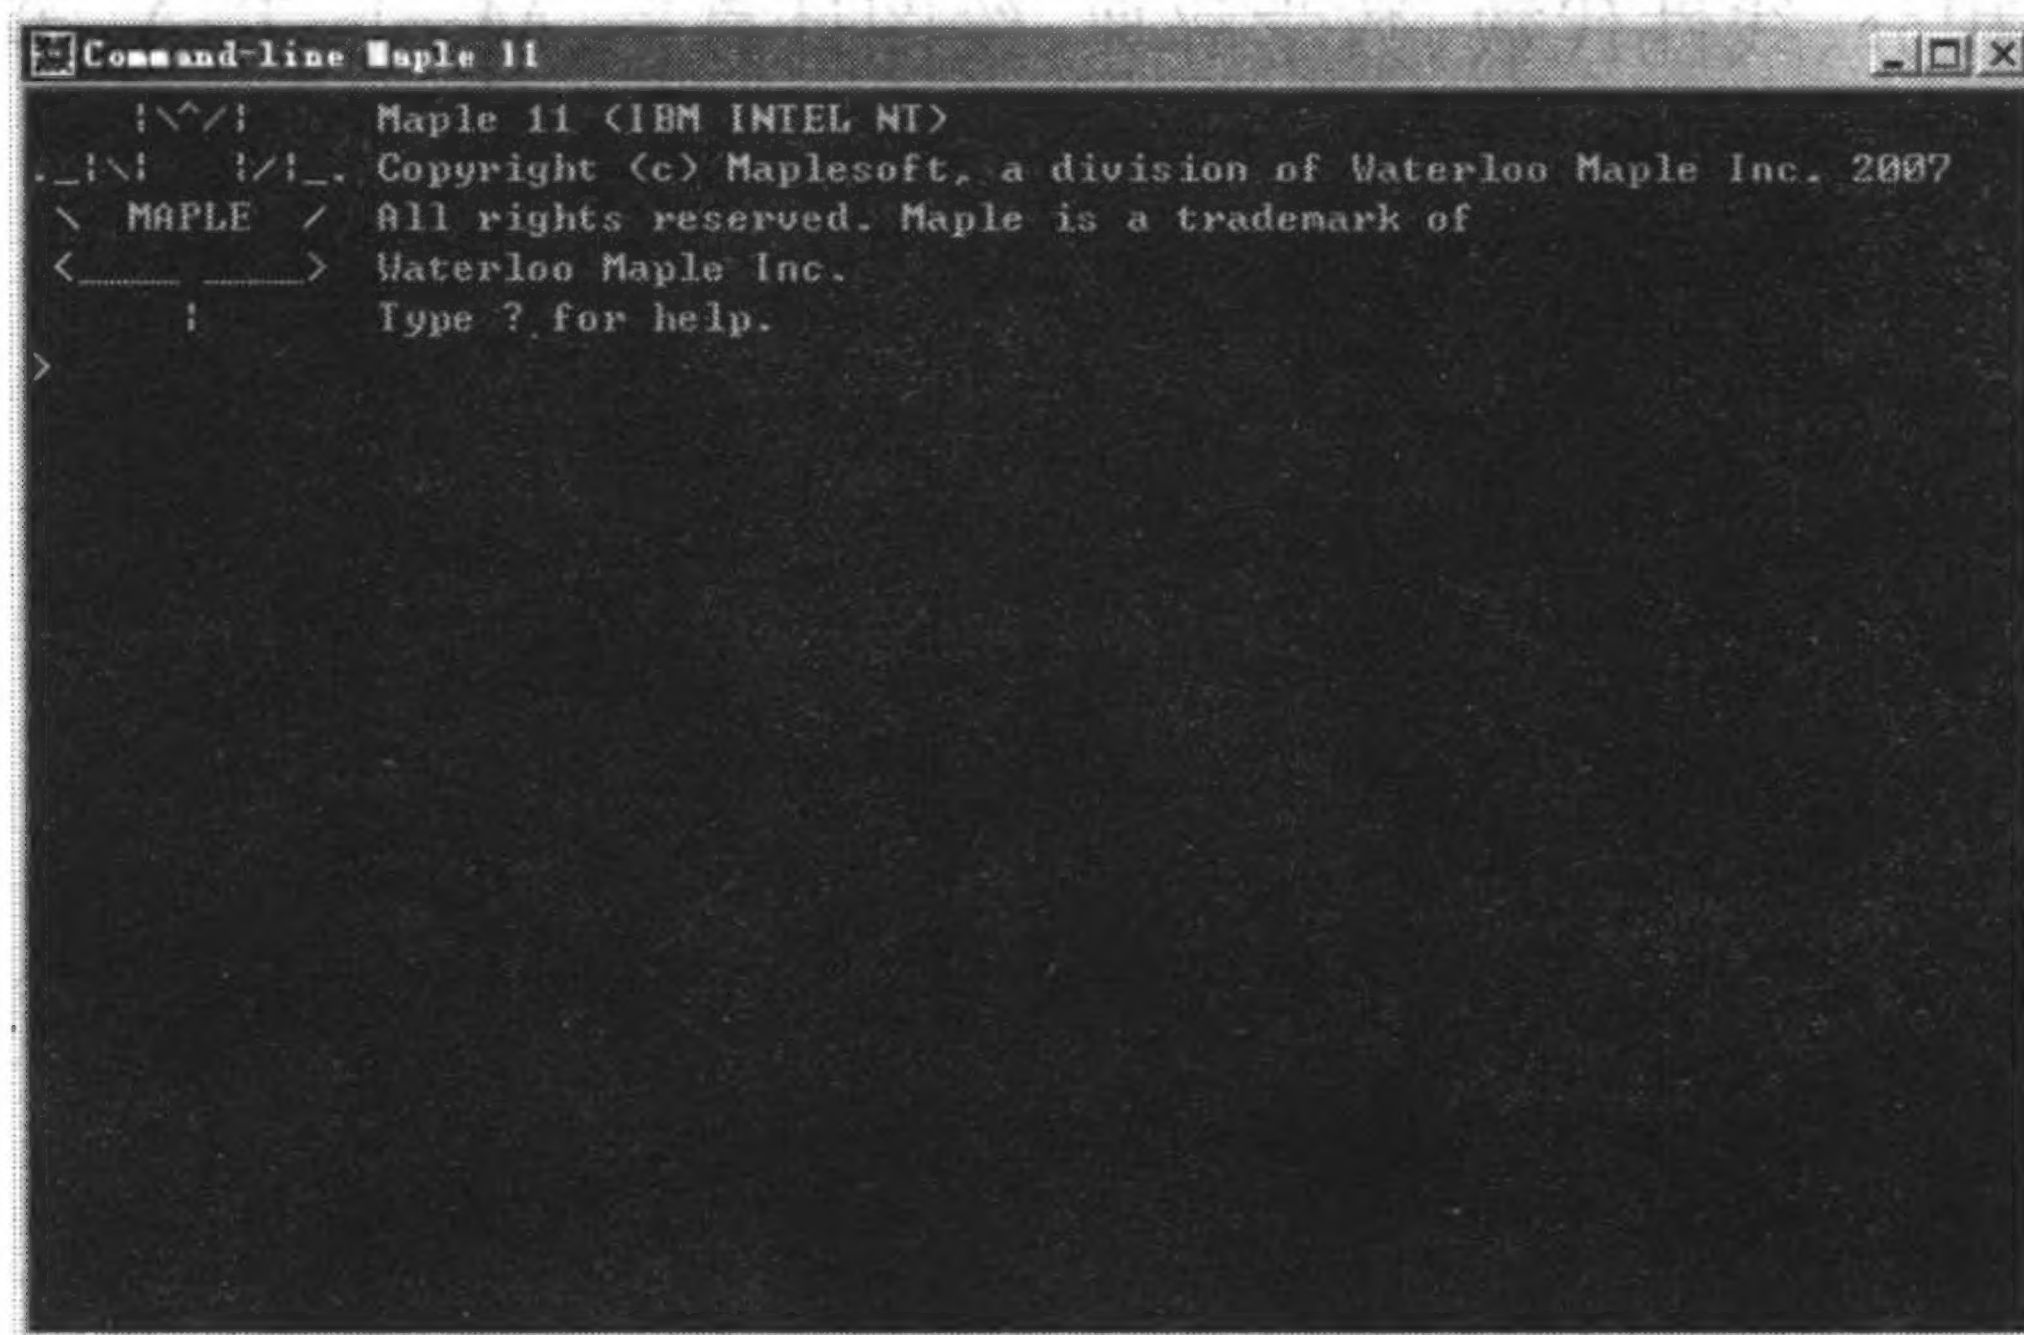 Command-line Maple 11
    |\^/|     Maple 11 (IBM INTEL NT)
._|\|   |/|_. Copyright (c) Maplesoft, a division of Waterloo Maple Inc. 2007
 \  MAPLE  /  All rights reserved. Maple is a trademark of
 <____ ____>  Waterloo Maple Inc.
      |       Type ? for help.
>